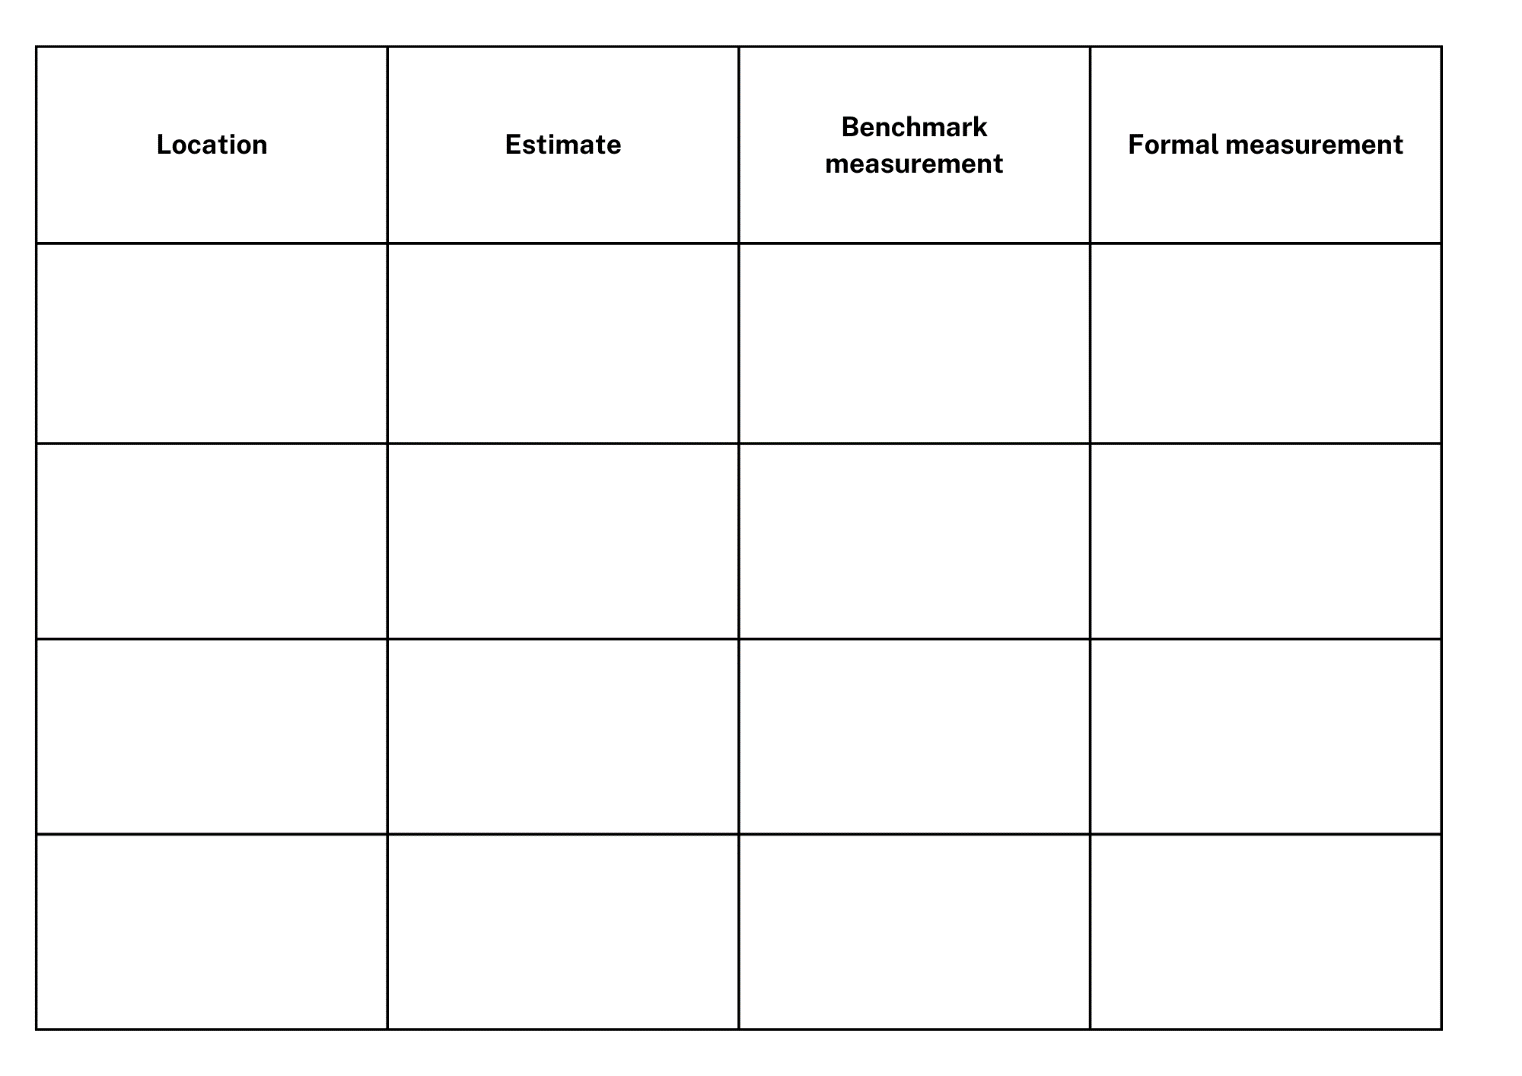 Location
Estimate
Benchmark
measurement
Formal measurement